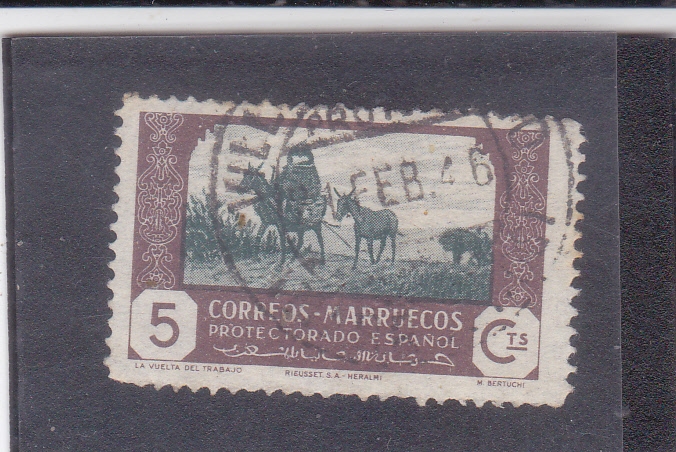 FEB.46
5
CORREOS-MARRUECOS
PROTECTORADO ESPAÑOL
CTS
LA VUELTA DEL TRABAJO
RIEUSSET. S.A.-HERALMI
M. BERTUCHI